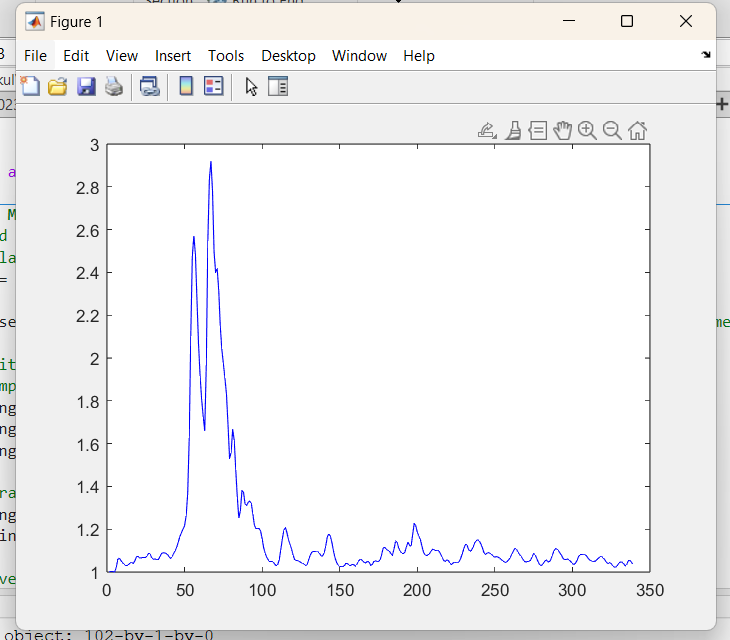 Figure 1
File Edit View Insert Tools Desktop Window Help
3
2.8
2.6
2.4
2.2
2
1.8
1.6
1.4
1.2
1
0 50 100 150 200 250 300 350
object: 102-by-1-by-0